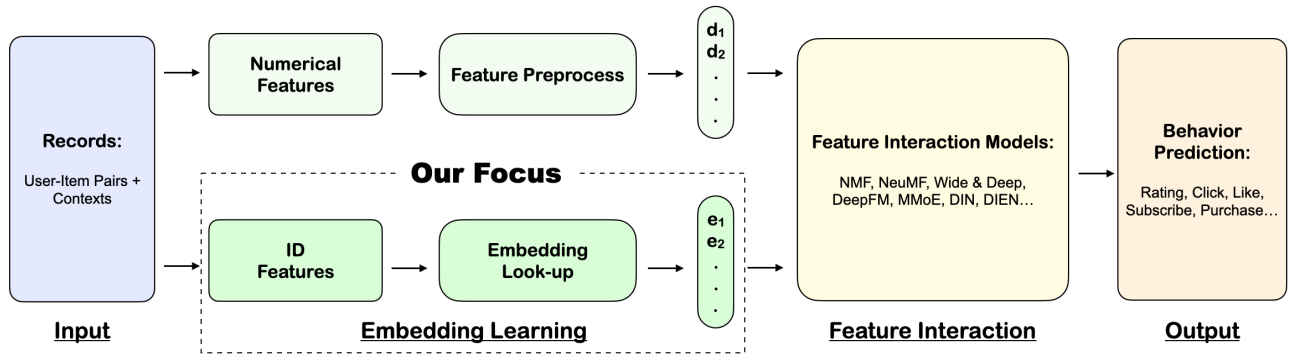 Records:
User-Item Pairs +
Contexts
Input
Numerical
Features
Feature Preprocess
d1
d2
.
.
.
Our Focus
ID
Features
Embedding
Look-up
e1
e2
.
.
.
Embedding Learning
Feature Interaction Models:
NMF, NeuMF, Wide & Deep,
DeepFM, MMoE, DIN, DIEN...
Feature Interaction
Behavior
Prediction:
Rating, Click, Like,
Subscribe, Purchase...
Output